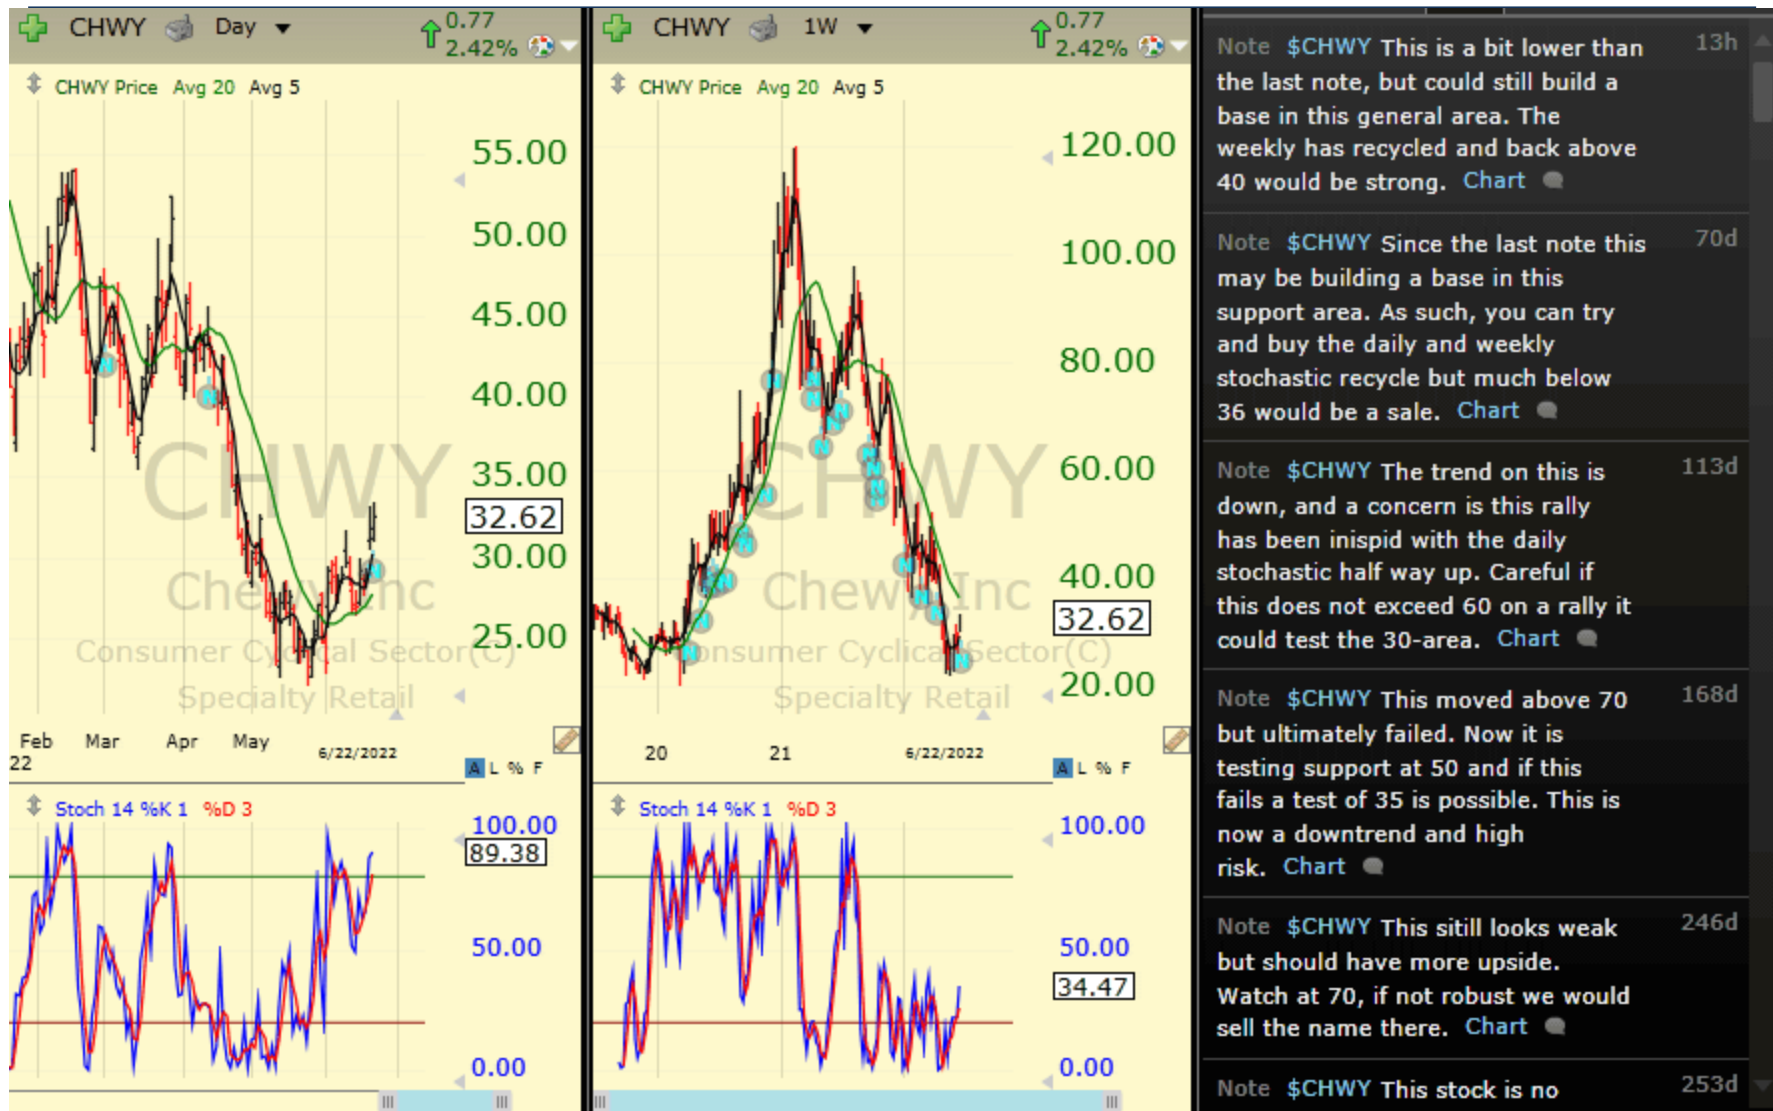 CHWY Day 0.77
2.42%
CHWY Price Avg 20 Avg 5
55.00
50.00
45.00
40.00
35.00
32.62
30.00
25.00
CHWY
Chewy Inc
Consumer Cyclical Sector(C)
Specialty Retail
Feb Mar Apr May 6/22/2022
22
A L % F
Stoch 14 %K 1 %D 3
100.00
89.38
50.00
0.00
CHWY 1W 0.77
2.42%
CHWY Price Avg 20 Avg 5
120.00
100.00
80.00
60.00
40.00
32.62
20.00
CHWY
Chewy Inc
Consumer Cyclical Sector(C)
Specialty Retail
20 21 6/22/2022
A L % F
Stoch 14 %K 1 %D 3
100.00
50.00
34.47
0.00
Note $CHWY This is a bit lower than 13h
the last note, but could still build a
base in this general area. The
weekly has recycled and back above
40 would be strong. Chart
Note $CHWY Since the last note this 70d
may be building a base in this
support area. As such, you can try
and buy the daily and weekly
stochastic recycle but much below
36 would be a sale. Chart
Note $CHWY The trend on this is 113d
down, and a concern is this rally
has been inispid with the daily
stochastic half way up. Careful if
this does not exceed 60 on a rally it
could test the 30-area. Chart
Note $CHWY This moved above 70 168d
but ultimately failed. Now it is
testing support at 50 and if this
fails a test of 35 is possible. This is
now a downtrend and high
risk. Chart
Note $CHWY This sitill looks weak 246d
but should have more upside.
Watch at 70, if not robust we would
sell the name there. Chart
Note $CHWY This stock is no 253d